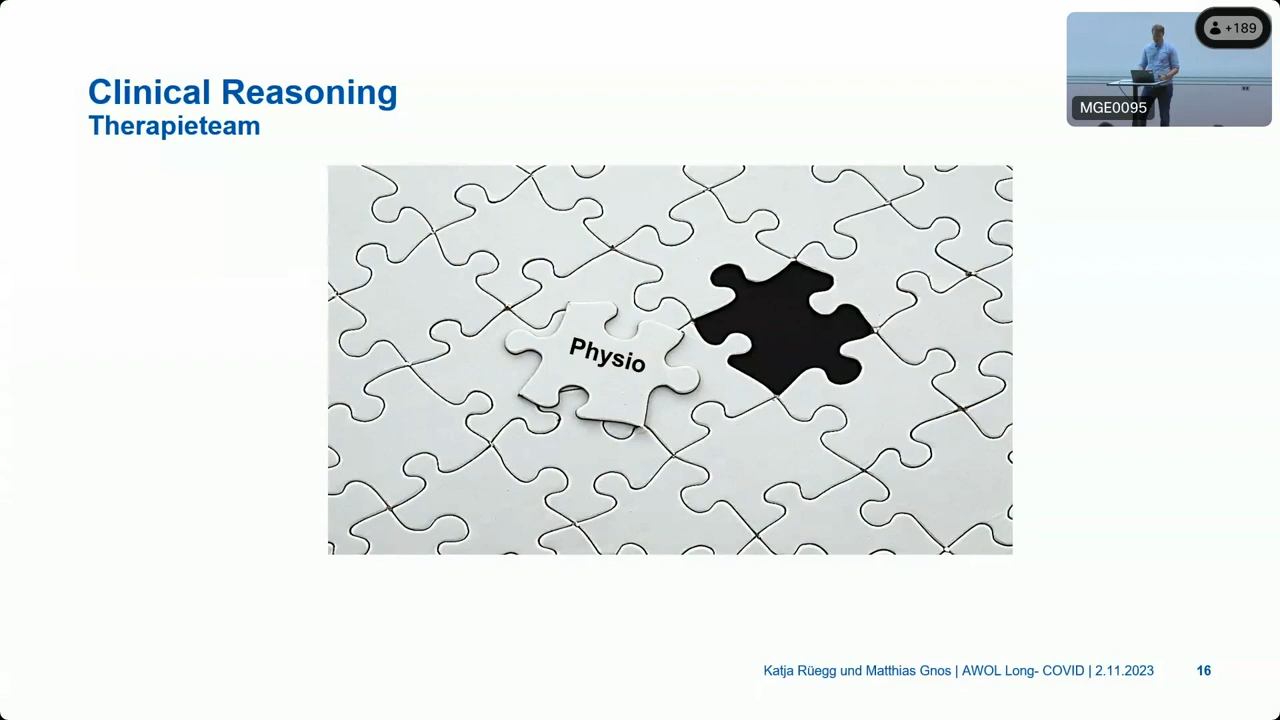 Clinical Reasoning
Therapieteam
+189
MGE0095
Physio
Katja Rüegg und Matthias Gnos | AWOL Long- COVID | 2.11.2023
16